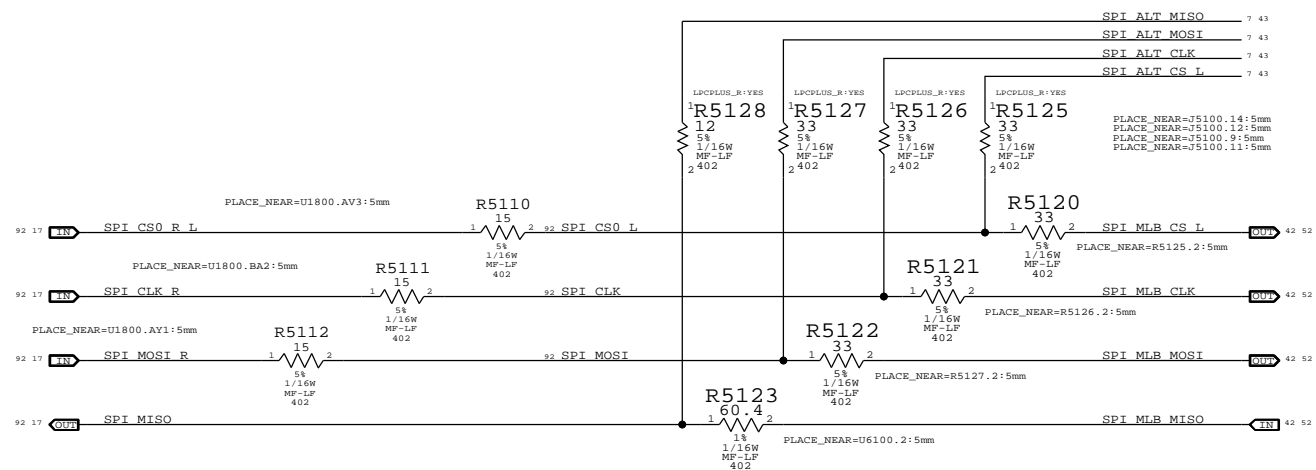 SPI_ALT_MISO 7 43
SPI_ALT_MOSI 7 43
SPI_ALT_CLK 7 43
SPI_ALT_CS_L 7 43
LPCPLUS_R:YES LPCPLUS_R:YES LPCPLUS_R:YES LPCPLUS_R:YES
1 R5128 1 R5127 1 R5126 1 R5125
12 33 33 33
5% 5% 5% 5%
1/16W 1/16W 1/16W 1/16W
MF-LF MF-LF MF-LF MF-LF
2 402 2 402 2 402 2 402
PLACE_NEAR=J5100.14:5mm
PLACE_NEAR=J5100.12:5mm
PLACE_NEAR=J5100.9:5mm
PLACE_NEAR=J5100.11:5mm
PLACE_NEAR=U1800.AV3:5mm
R5110 R5120
15 33
92 17 IN SPI_CS0_R_L 1 2 92 SPI_CS0_L 1 2 SPI_MLB_CS_L OUT 42 52
5% 5%
1/16W 1/16W
MF-LF MF-LF
402 402
PLACE_NEAR=R5125.2:5mm
PLACE_NEAR=U1800.BA2:5mm
R5111 R5121
15 33
92 17 IN SPI_CLK_R 1 2 92 SPI_CLK 1 2 SPI_MLB_CLK OUT 42 52
5% 5%
1/16W 1/16W
MF-LF MF-LF
402 402
PLACE_NEAR=R5126.2:5mm
PLACE_NEAR=U1800.AY1:5mm
R5112 R5122
15 33
92 17 IN SPI_MOSI_R 1 2 92 SPI_MOSI 1 2 SPI_MLB_MOSI OUT 42 52
5% 5%
1/16W 1/16W
MF-LF MF-LF
402 402
PLACE_NEAR=R5127.2:5mm
R5123
60.4
92 17 OUT SPI_MISO 1 2 SPI_MLB_MISO IN 42 52
1%
1/16W
MF-LF
402
PLACE_NEAR=U6100.2:5mm